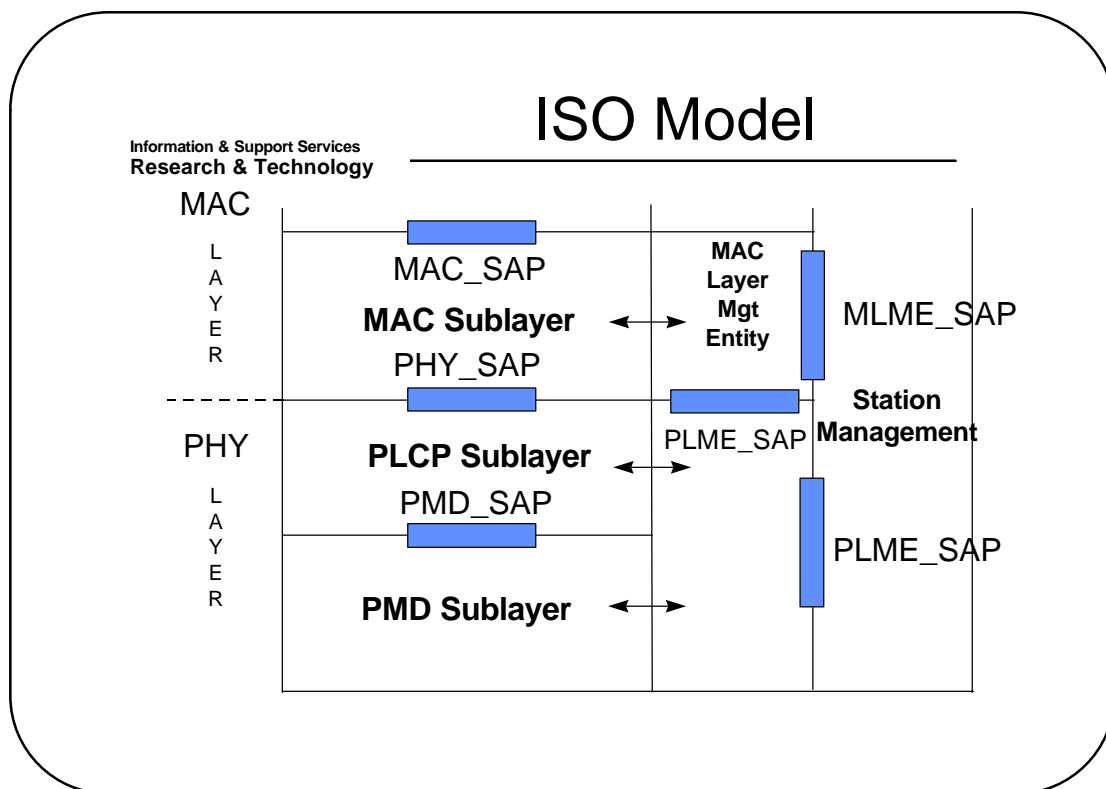 ISO Model
Information & Support Services
Research & Technology
MAC
L
A
Y
E
R
MAC_SAP
MAC Sublayer
PHY_SAP
MAC
Layer
Mgt
Entity
MLME_SAP
PHY
L
A
Y
E
R
PLCP Sublayer
PMD_SAP
PMD Sublayer
PLME_SAP
Station
Management
PLME_SAP